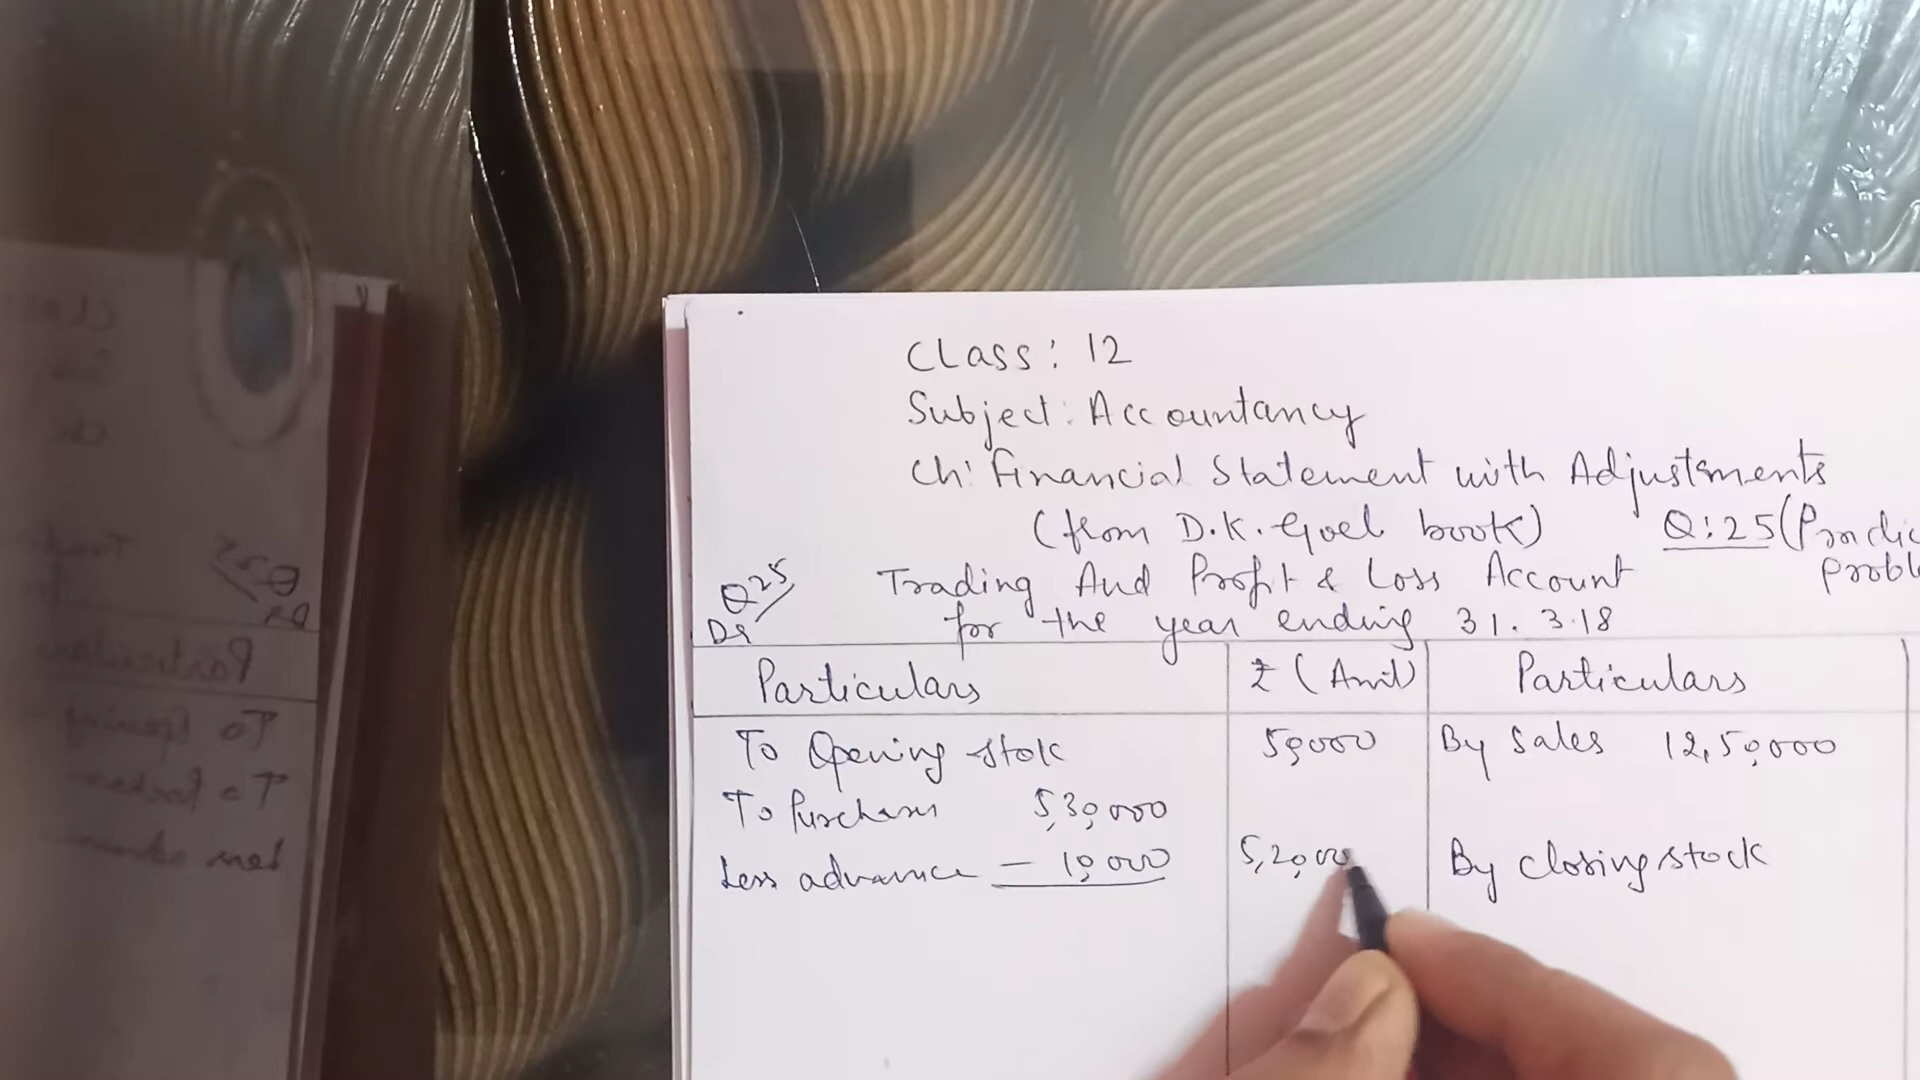 Class: 12
Subject: Accountancy
Ch: Financial Statement with Adjustments
(from D.K. Goel book) Q:25 (
Q25 Trading And Profit & Loss Account
Dr for the year ending 31.3.18
Particulars ₹ (Amt) Particulars
To Opening stok 50,000 By Sales 12,50,000
To Purchases 5,30,000
Less advance — 10,000 5,20,000 By closing stock